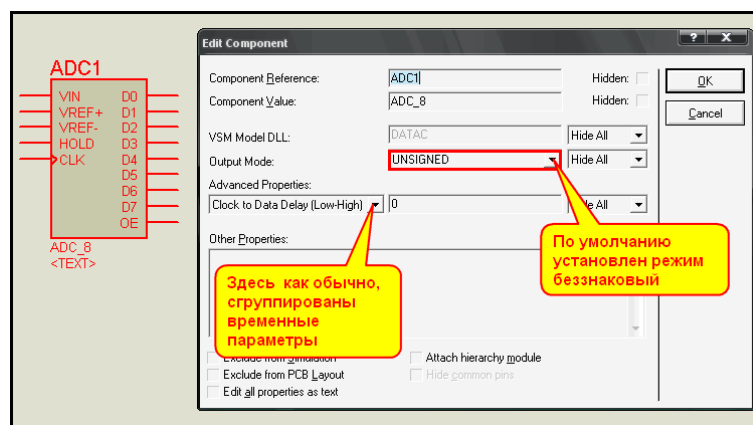 ADC1
VIN D0
VREF+ D1
VREF- D2
HOLD D3
CLK D4
D5
D6
D7
OE
ADC_8
<TEXT>
Edit Component
? X
Component Reference: ADC1 Hidden:
Component Value: ADC_8 Hidden:
VSM Model DLL: DATAC Hide All
Output Mode: UNSIGNED Hide All
Advanced Properties:
Clock to Data Delay (Low-High) 0 All
Other Properties:
OK
Cancel
По умолчанию
установлен режим
беззнаковый
Здесь как обычно,
сгруппированы
временные
параметры
Exclude from Simulation Attach hierarchy module
Exclude from PCB Layout Hide common pins
Edit all properties as text